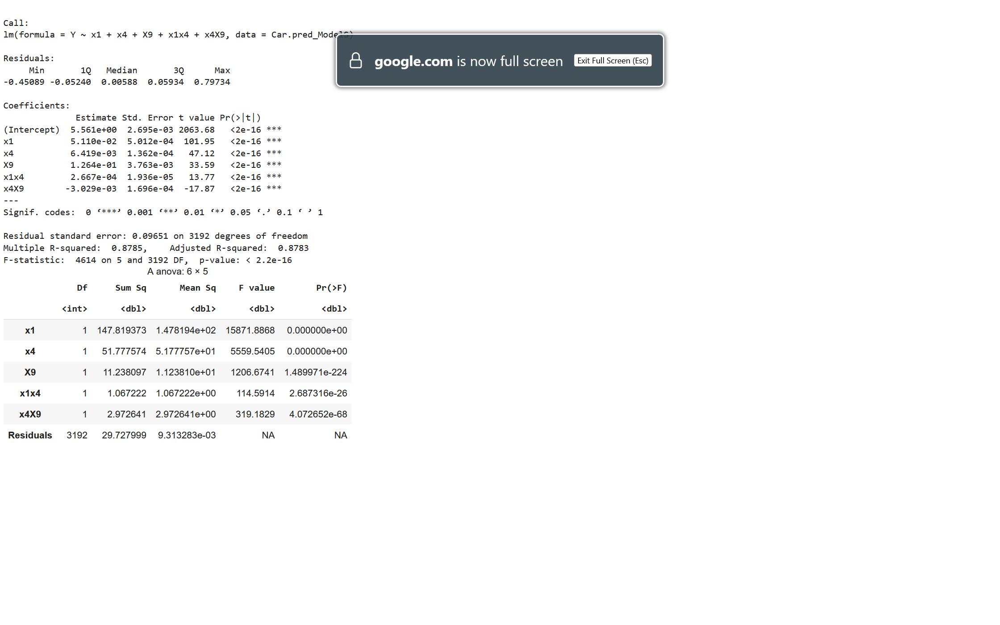 Call:
lm(formula = Y ~ x1 + x4 + X9 + x1x4 + x4X9, data = Car.pred_ModelS)
google.com is now full screen Exit Full Screen (Esc)
Residuals:
Min 1Q Median 3Q Max
-0.45089 -0.05240 0.00588 0.05934 0.79734
Coefficients:
Estimate Std. Error t value Pr(>|t|)
(Intercept) 5.561e+00 2.695e-03 2063.68 <2e-16 ***
x1 5.110e-02 5.012e-04 101.95 <2e-16 ***
x4 6.419e-03 1.362e-04 47.12 <2e-16 ***
X9 1.264e-01 3.763e-03 33.59 <2e-16 ***
x1x4 2.667e-04 1.936e-05 13.77 <2e-16 ***
x4X9 -3.029e-03 1.696e-04 -17.87 <2e-16 ***
---
Signif. codes: 0 ‘***’ 0.001 ‘**’ 0.01 ‘*’ 0.05 ‘.’ 0.1 ‘ ’ 1
Residual standard error: 0.09651 on 3192 degrees of freedom
Multiple R-squared: 0.8785, Adjusted R-squared: 0.8783
F-statistic: 4614 on 5 and 3192 DF, p-value: < 2.2e-16
A anova: 6 × 5
Df Sum Sq Mean Sq F value Pr(>F)
<int> <dbl> <dbl> <dbl> <dbl>
x1 1 147.819373 1.478194e+02 15871.8868 0.000000e+00
x4 1 51.777574 5.177757e+01 5559.5405 0.000000e+00
X9 1 11.238097 1.123810e+01 1206.6741 1.489971e-224
x1x4 1 1.067222 1.067222e+00 114.5914 2.687316e-26
x4X9 1 2.972641 2.972641e+00 319.1829 4.072652e-68
Residuals 3192 29.727999 9.313283e-03 NA NA